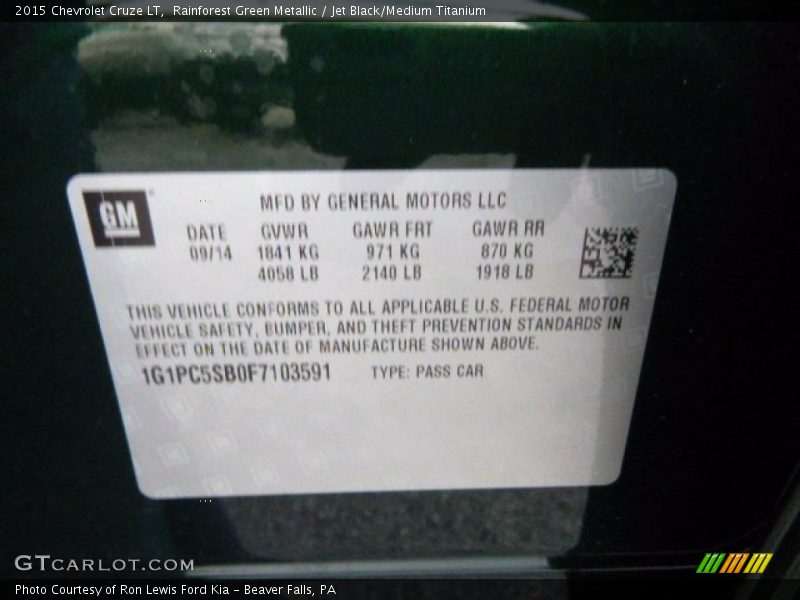 2015 Chevrolet Cruze LT, Rainforest Green Metallic / Jet Black/Medium Titanium
GM
MFD BY GENERAL MOTORS LLC
DATE GVWR GAWR FRT GAWR RR
09/14 1841 KG 971 KG 870 KG
4058 LB 2140 LB 1918 LB
THIS VEHICLE CONFORMS TO ALL APPLICABLE U.S. FEDERAL MOTOR
VEHICLE SAFETY, BUMPER, AND THEFT PREVENTION STANDARDS IN
EFFECT ON THE DATE OF MANUFACTURE SHOWN ABOVE.
1G1PC5SB0F7103591 TYPE: PASS CAR
GTCARLOT.COM
Photo Courtesy of Ron Lewis Ford Kia - Beaver Falls, PA